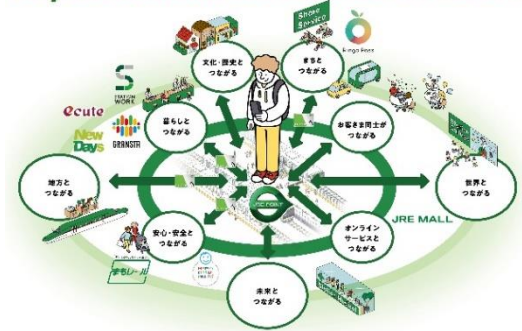 Share
Service
Ringo Pass
文化・歴史と
つながる
まちと
つながる
STATION
WORK
ecute
New
Days
GRANSTA
暮らしと
つながる
お客さま同士が
つながる
地方と
つながる
世界と
つながる
JRE POINT
JRE MALL
安心・安全と
つながる
オンライン
サービスと
つながる
まもレール
未来と
つながる